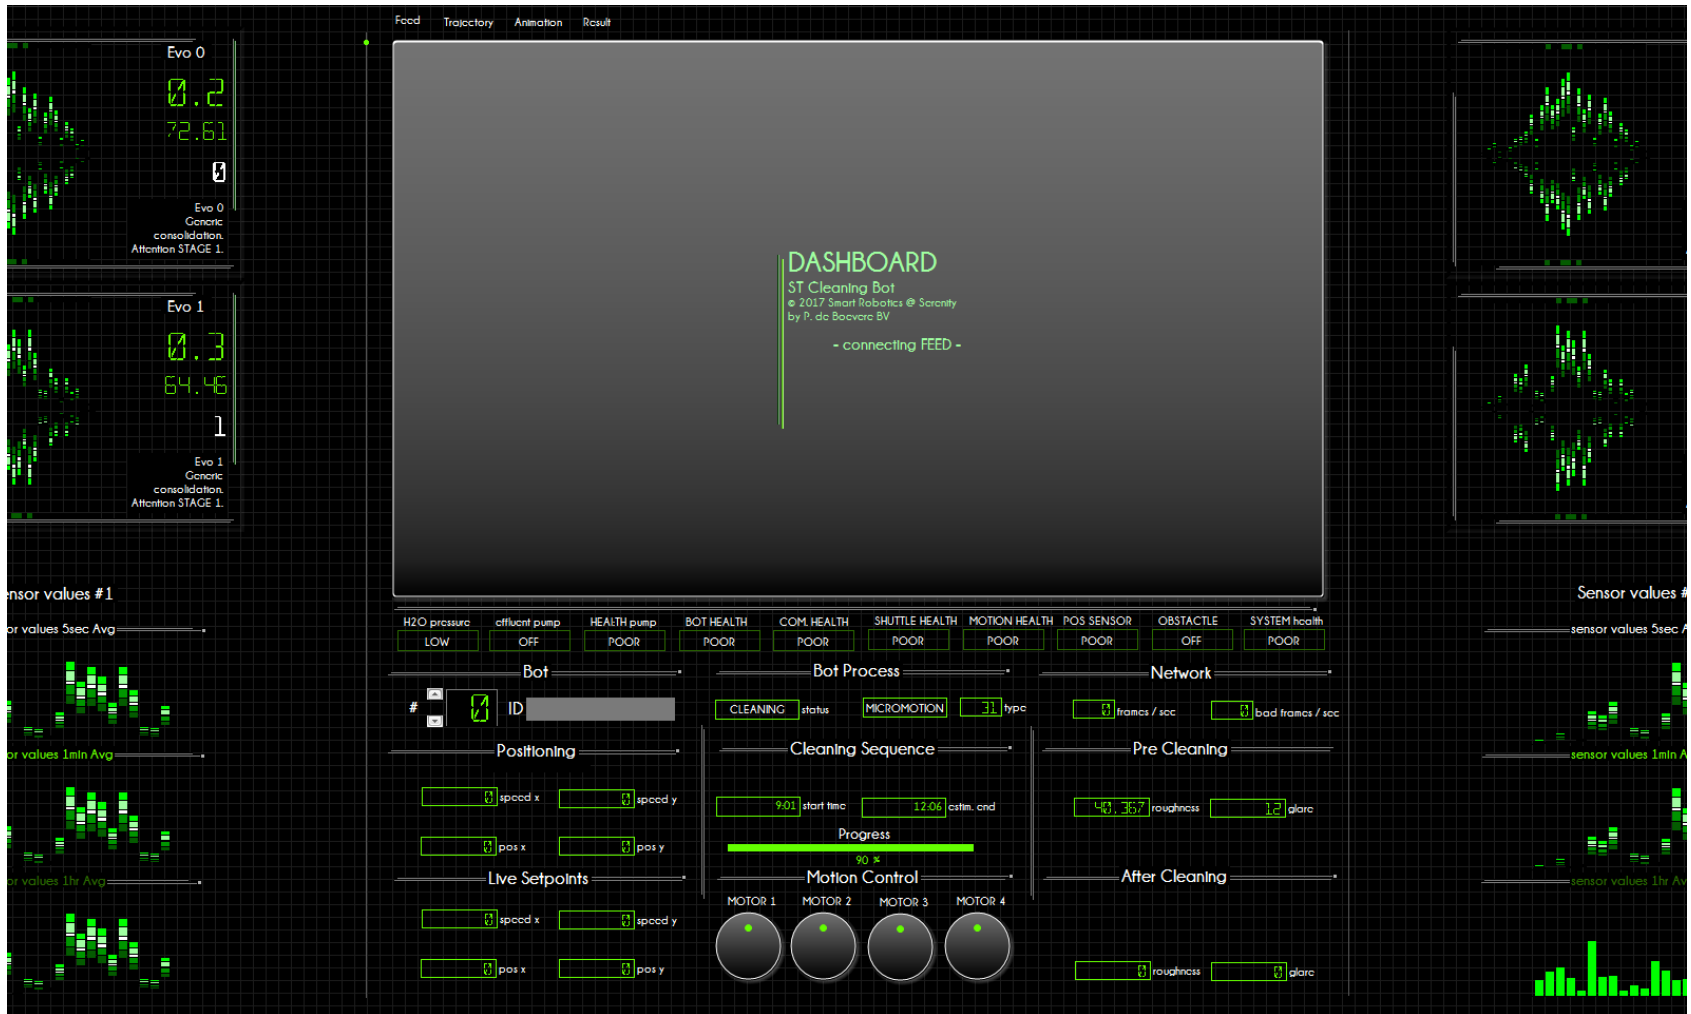 Feed Trajectory Animation Result
Evo 0
0.2
72.61
0
Evo 0
Generic
consolidation.
Attention STAGE 1.
Evo 1
0.3
64.46
1
Evo 1
Generic
consolidation.
Attention STAGE 1.
DASHBOARD
ST Cleaning Bot
© 2017 Smart Robotics @ Serenity
by P. de Boevere BV
- connecting FEED -
ensor values #1
or values 5sec Avg
or values 1min Avg
or values 1hr Avg
H2O pressure effluent pump HEALTH pump BOT HEALTH COM. HEALTH SHUTTLE HEALTH MOTION HEALTH POS SENSOR OBSTACTLE SYSTEM health
LOW OFF POOR POOR POOR POOR POOR POOR OFF POOR
Bot
# 0 ID
Positioning
0 speed x 0 speed y
0 pos x 0 pos y
Live Setpoints
0 speed x 0 speed y
0 pos x 0 pos y
Bot Process
CLEANING status MICROMOTION 31 type
Cleaning Sequence
9:01 start time 12:06 estim. end
Progress
90 %
Motion Control
MOTOR 1 MOTOR 2 MOTOR 3 MOTOR 4
Network
0 frames / sec 0 bad frames / sec
Pre Cleaning
40.367 roughness 12 glare
After Cleaning
0 roughness 0 glare
Sensor values #
sensor values 5sec A
sensor values 1min A
sensor values 1hr Av